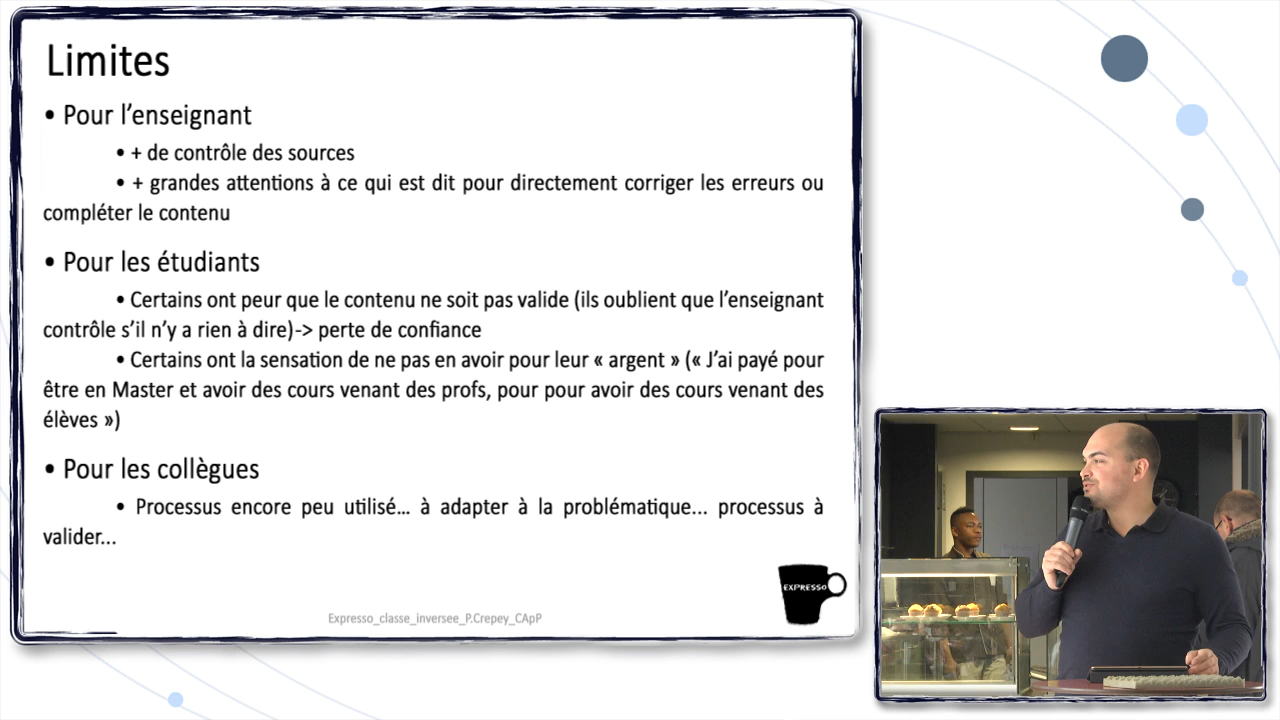 Limites
• Pour l’enseignant
• + de contrôle des sources
• + grandes attentions à ce qui est dit pour directement corriger les erreurs ou
compléter le contenu
• Pour les étudiants
• Certains ont peur que le contenu ne soit pas valide (ils oublient que l’enseignant
contrôle s’il n’y a rien à dire)-> perte de confiance
• Certains ont la sensation de ne pas en avoir pour leur « argent » (« J’ai payé pour
être en Master et avoir des cours venant des profs, pour pour avoir des cours venant des
élèves »)
• Pour les collègues
• Processus encore peu utilisé… à adapter à la problématique… processus à
valider…
EXPRESSO
Expresso_classe_inversee_P.Crepey_CApP